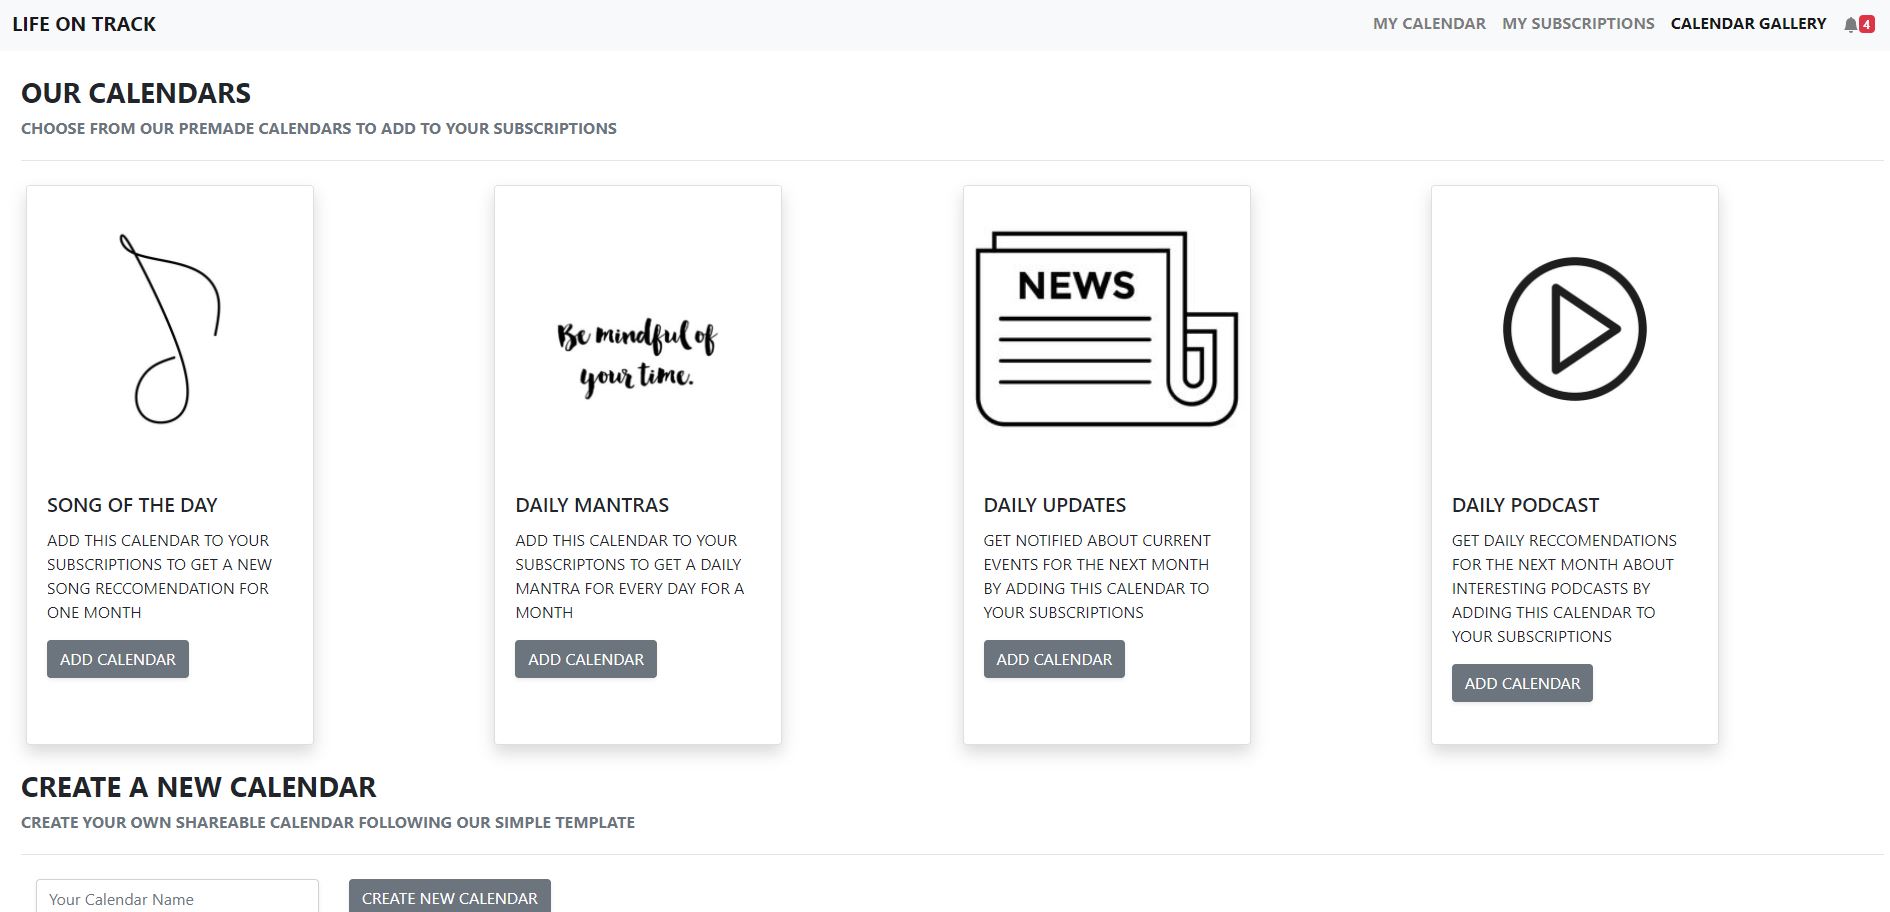 LIFE ON TRACK
MY CALENDAR MY SUBSCRIPTIONS CALENDAR GALLERY 4
OUR CALENDARS
CHOOSE FROM OUR PREMADE CALENDARS TO ADD TO YOUR SUBSCRIPTIONS
SONG OF THE DAY
ADD THIS CALENDAR TO YOUR
SUBSCRIPTIONS TO GET A NEW
SONG RECCOMENDATION FOR
ONE MONTH
ADD CALENDAR
Be mindful of
your time.
DAILY MANTRAS
ADD THIS CALENDAR TO YOUR
SUBSCRIPTONS TO GET A DAILY
MANTRA FOR EVERY DAY FOR A
MONTH
ADD CALENDAR
NEWS
DAILY UPDATES
GET NOTIFIED ABOUT CURRENT
EVENTS FOR THE NEXT MONTH
BY ADDING THIS CALENDAR TO
YOUR SUBSCRIPTIONS
ADD CALENDAR
DAILY PODCAST
GET DAILY RECCOMENDATIONS
FOR THE NEXT MONTH ABOUT
INTERESTING PODCASTS BY
ADDING THIS CALENDAR TO
YOUR SUBSCRIPTIONS
ADD CALENDAR
CREATE A NEW CALENDAR
CREATE YOUR OWN SHAREABLE CALENDAR FOLLOWING OUR SIMPLE TEMPLATE
Your Calendar Name
CREATE NEW CALENDAR